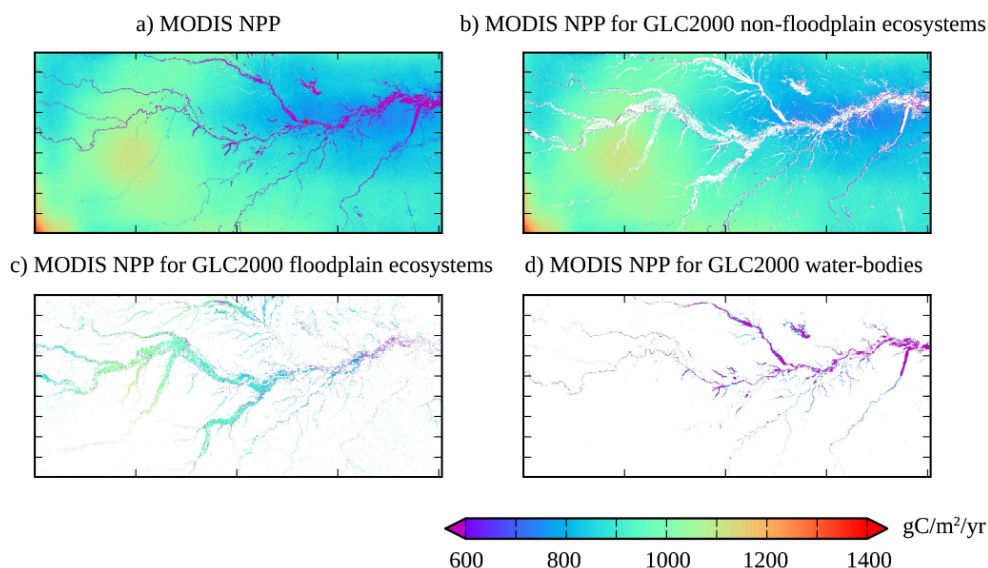 a) MODIS NPP
b) MODIS NPP for GLC2000 non-floodplain ecosystems
c) MODIS NPP for GLC2000 floodplain ecosystems
d) MODIS NPP for GLC2000 water-bodies
gC/m²/yr
600 800 1000 1200 1400